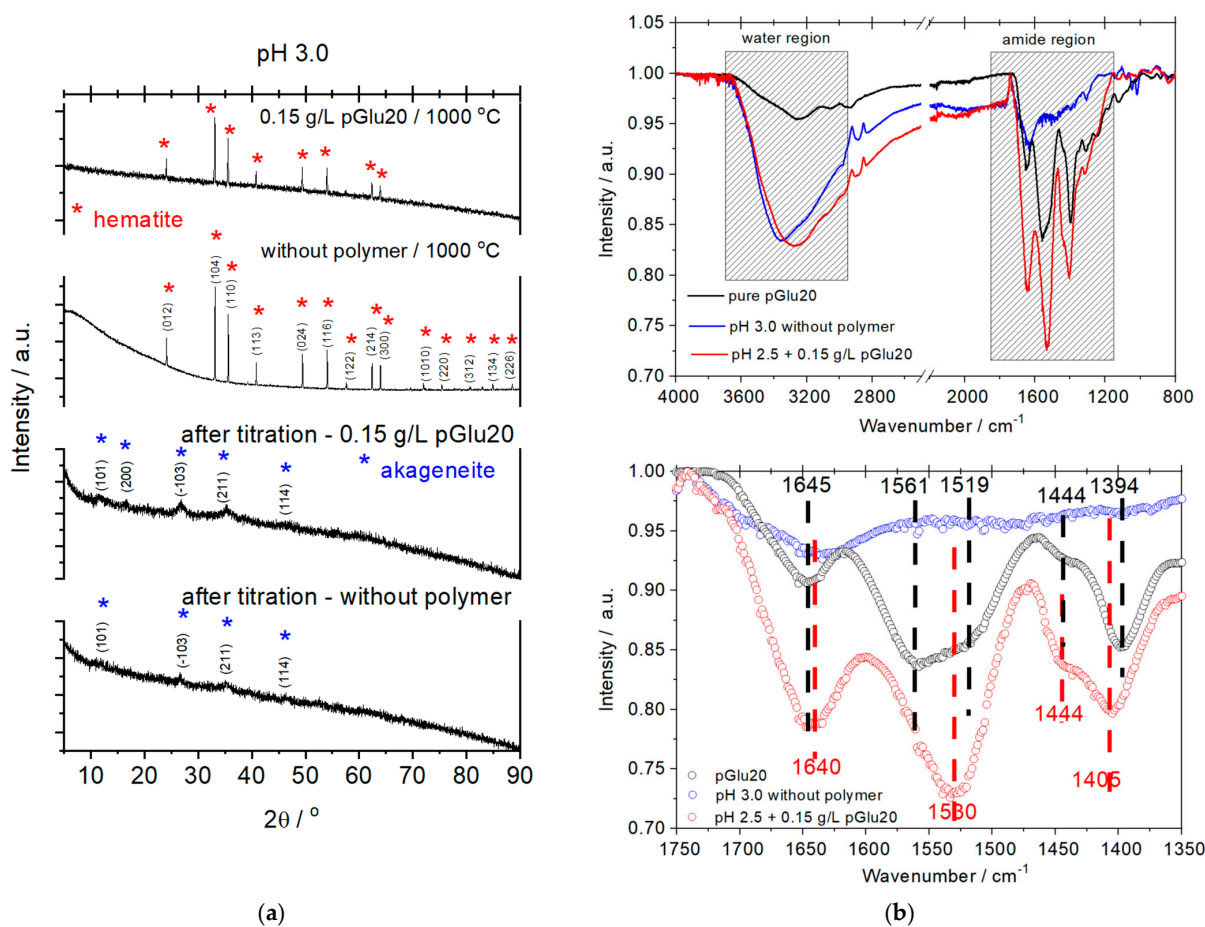 pH 3.0
0.15 g/L pGlu20 / 1000 °C
* hematite
without polymer / 1000 °C
(012)
(104)
(110)
(113)
(024)
(116)
(122)
(214)
(300)
(1010)
(220)
(312)
(134)
(226)
after titration - 0.15 g/L pGlu20
* akageneite
(101)
(200)
(-103)
(211)
(114)
after titration - without polymer
(101)
(-103)
(211)
(114)
Intensity / a.u.
10 20 30 40 50 60 70 80 90
2θ / °
(a)
water region
amide region
1.05
1.00
0.95
0.90
0.85
0.80
0.75
0.70
Intensity / a.u.
pure pGlu20
pH 3.0 without polymer
pH 2.5 + 0.15 g/L pGlu20
4000 3600 3200 2800 2000 1600 1200 800
Wavenumber / cm⁻¹
Wavenumber / cm⁻¹
1.00
0.95
0.90
0.85
0.80
0.75
0.70
Intensity / a.u.
1645 1561 1519 1444 1394
1640
1530
1444
1405
pGlu20
pH 3.0 without polymer
pH 2.5 + 0.15 g/L pGlu20
1750 1700 1650 1600 1550 1500 1450 1400 1350
Wavenumber / cm⁻¹
(b)